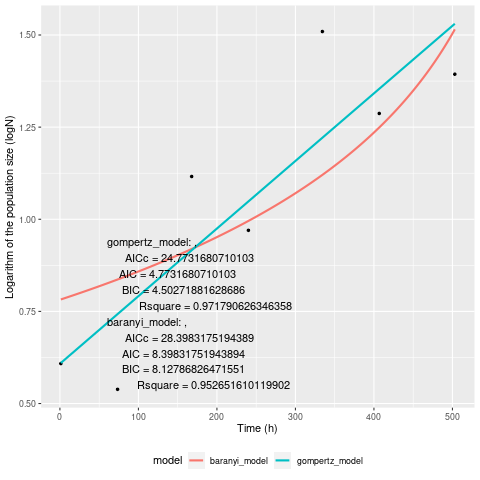 Logarithm of the population size (logN)
1.50
1.25
1.00
0.75
0.50
gompertz_model: ,
AICc = 24.7731680710103
AIC = 4.7731680710103
BIC = 4.50271881628686
Rsquare = 0.971790626346358
baranyi_model: ,
AICc = 28.3983175194389
AIC = 8.39831751943894
BIC = 8.12786826471551
Rsquare = 0.952651610119902
0 100 200 300 400 500
Time (h)
model baranyi_model gompertz_model